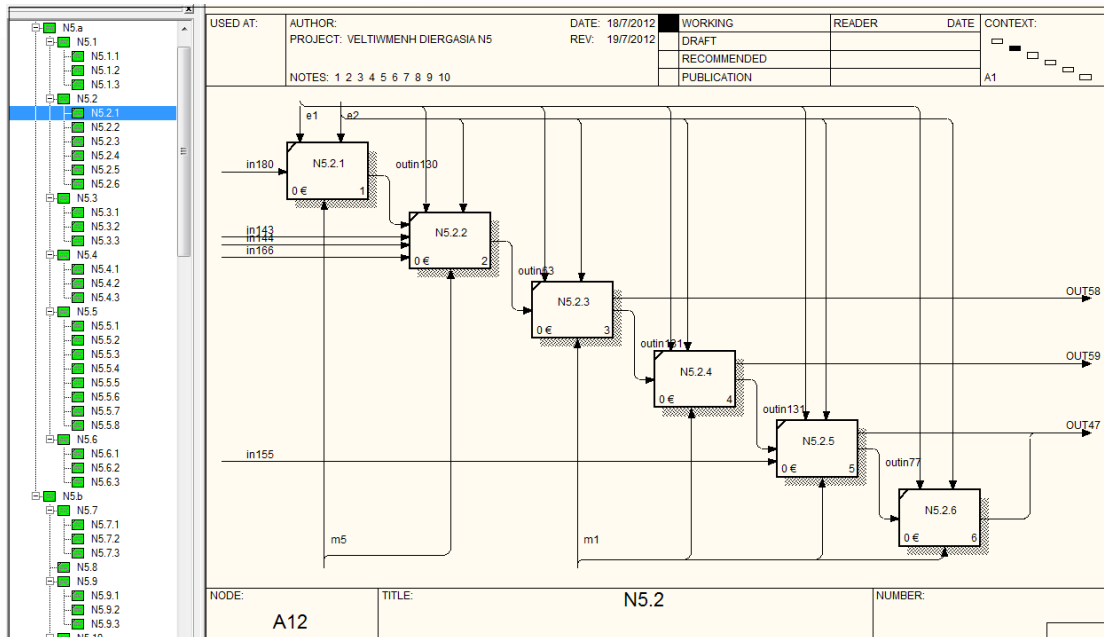 N5.a
N5.1
N5.1.1
N5.1.2
N5.1.3
N5.2
N5.2.1
N5.2.2
N5.2.3
N5.2.4
N5.2.5
N5.2.6
N5.3
N5.3.1
N5.3.2
N5.3.3
N5.4
N5.4.1
N5.4.2
N5.4.3
N5.5
N5.5.1
N5.5.2
N5.5.3
N5.5.4
N5.5.5
N5.5.6
N5.5.7
N5.5.8
N5.6
N5.6.1
N5.6.2
N5.6.3
N5.b
N5.7
N5.7.1
N5.7.2
N5.7.3
N5.8
N5.9
N5.9.1
N5.9.2
N5.9.3
N5.10
USED AT:
AUTHOR: DATE: 18/7/2012
PROJECT: VELTIWMENH DIERGASIA N5 REV: 19/7/2012
NOTES: 1 2 3 4 5 6 7 8 9 10
WORKING
DRAFT
RECOMMENDED
PUBLICATION
READER DATE
CONTEXT:
A1
e1 e2
in180
N5.2.1
0 € 1
outin130
in143
in144
in166
N5.2.2
0 € 2
outin63
N5.2.3
0 € 3
OUT58
outin131
N5.2.4
0 € 4
OUT59
outin131
N5.2.5
0 € 5
OUT47
in155
outin77
N5.2.6
0 € 6
m5
m1
NODE:
A12
TITLE:
N5.2
NUMBER: